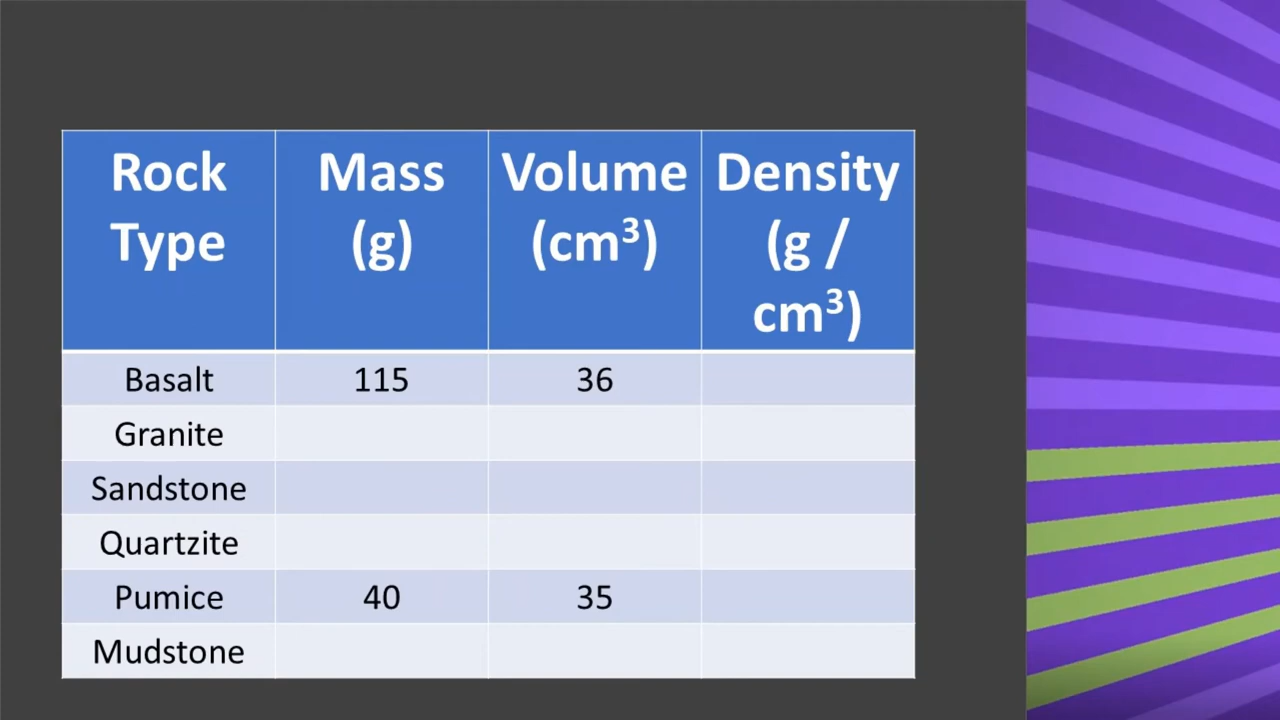 Rock Type Mass (g) Volume (cm³) Density (g / cm³)
Basalt 115 36
Granite
Sandstone
Quartzite
Pumice 40 35
Mudstone